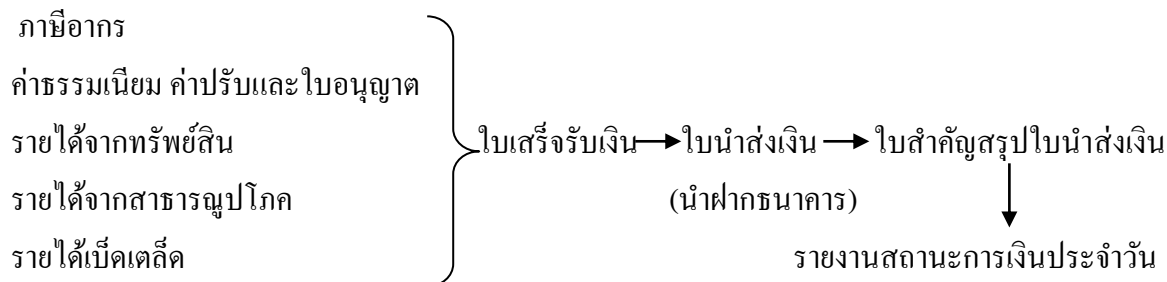 ภาษีอากร
ค่าธรรมเนียม ค่าปรับและใบอนุญาต
รายได้จากทรัพย์สิน
ใบเสร็จรับเงิน ใบนำส่งเงิน ใบสำคัญสรุปใบนำส่งเงิน
รายได้จากสาธารณูปโภค
(นำฝากธนาคาร)
รายได้เบ็ดเตล็ด
รายงานสถานะการเงินประจำวัน